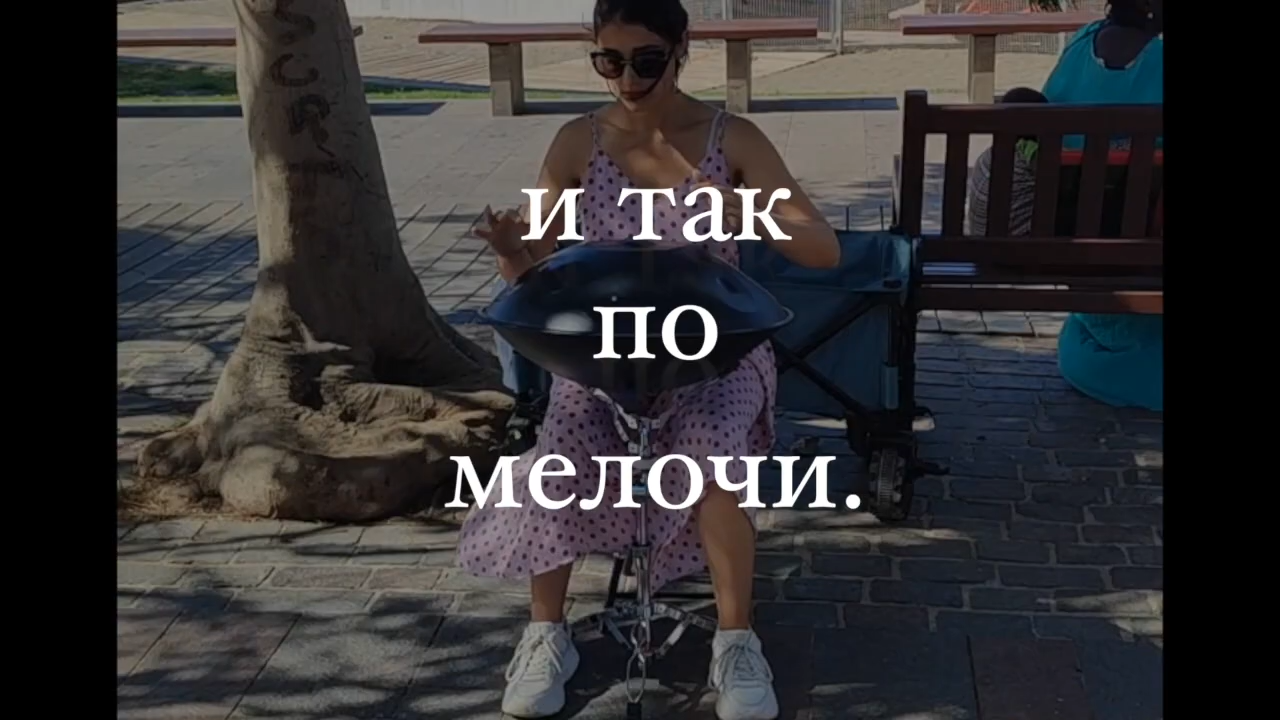 и так
по
мелочи.